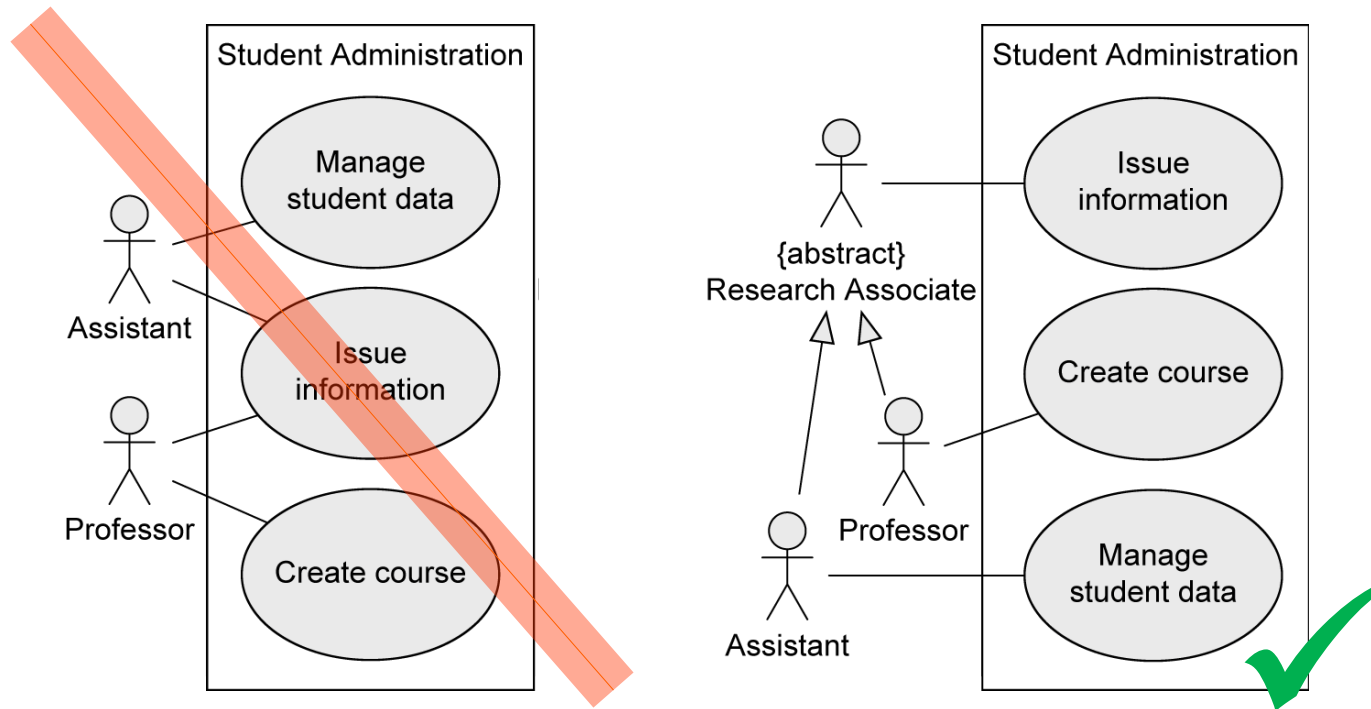 Student Administration
Manage
student data
Assistant
Issue
information
Professor
Create course
Student Administration
Issue
information
{abstract}
Research Associate
Create course
Professor
Manage
student data
Assistant